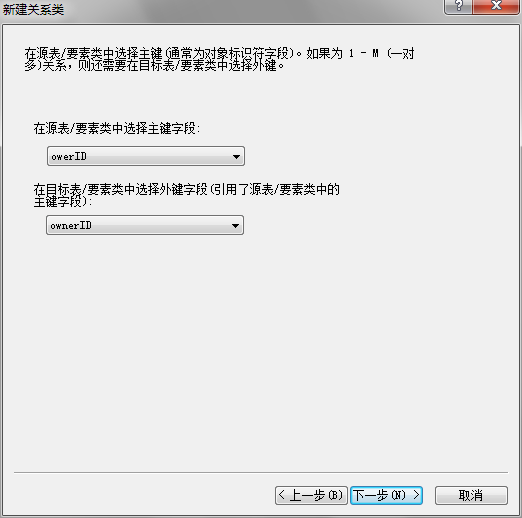 新建关系类
?
在源表/要素类中选择主键(通常为对象标识符字段)。如果为 1 - M (一对
多)关系，则还需要在目标表/要素类中选择外键。
在源表/要素类中选择主键字段:
owerID
在目标表/要素类中选择外键字段(引用了源表/要素类中的
主键字段):
ownerID
< 上一步(B) 下一步(N) > 取消